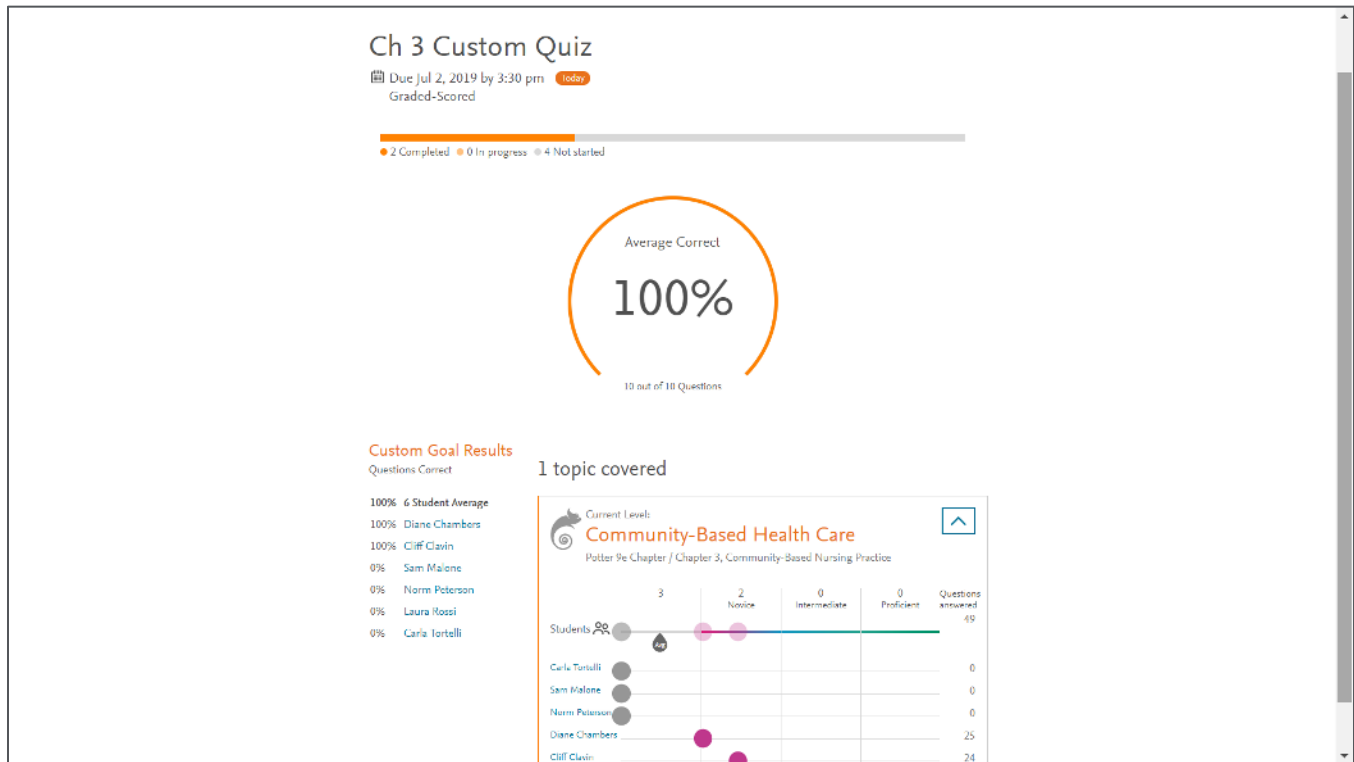 Ch 3 Custom Quiz
Due Jul 2, 2019 by 3:30 pm Today
Graded-Scored
2 Completed 0 In progress 4 Not started
Average Correct
100%
10 out of 10 Questions
Custom Goal Results
Questions Correct
100% 6 Student Average
100% Diane Chambers
100% Cliff Clavin
0% Sam Malone
0% Norm Peterson
0% Laura Rossi
0% Carla Tortelli
1 topic covered
Current Level:
Community-Based Health Care
Potter 9e Chapter / Chapter 3, Community-Based Nursing Practice
3 2 0 0 Questions
Novice Intermediate Proficient answered
49
Students
Avg
Carla Tortelli 0
Sam Malone 0
Norm Peterson 0
Diane Chambers 25
Cliff Clavin 24